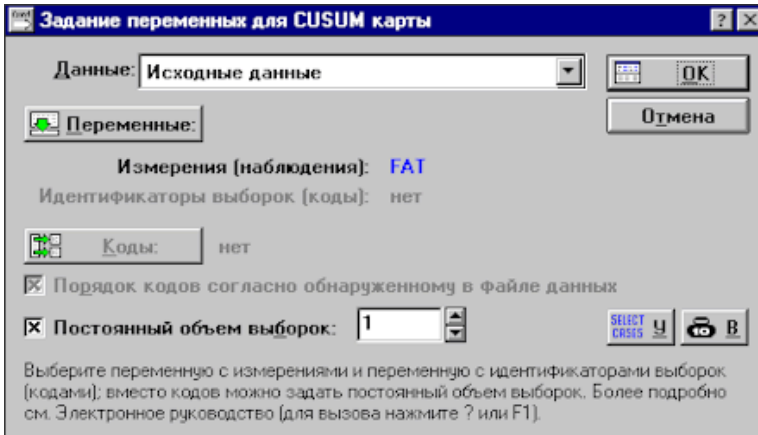 Задание переменных для CUSUM карты
Данные: Исходные данные
OK
Переменные:
Отмена
Измерения (наблюдения): FAT
Идентификаторы выборок (коды): нет
Коды: нет
Порядок кодов согласно обнаруженному в файле данных
Постоянный объем выборок: 1
SELECT CASES У В
Выберите переменную с измерениями и переменную с идентификаторами выборок
(кодами); вместо кодов можно задать постоянный объем выборок. Более подробно
см. Электронное руководство (для вызова нажмите ? или F1).